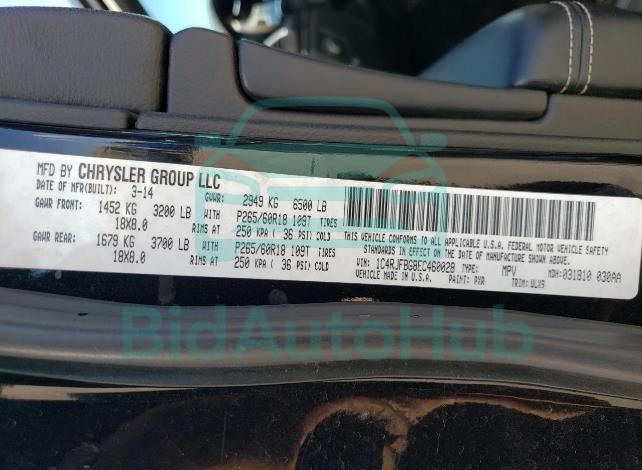 MFD BY CHRYSLER GROUP LLC
DATE OF MFR(BUILT): 3-14 GVWR: 2949 KG 6500 LB
GAWR FRONT: 1452 KG 3200 LB WITH P265/60R18 109T TIRES
18X8.0 RIMS AT 250 KPA ( 36 PSI) COLD
GAWR REAR: 1679 KG 3700 LB WITH P265/60R18 109T TIRES
18X8.0 RIMS AT 250 KPA ( 36 PSI) COLD
THIS VEHICLE CONFORMS TO ALL APPLICABLE U.S.A. FEDERAL MOTOR VEHICLE SAFETY
STANDARDS IN EFFECT ON THE DATE OF MANUFACTURE SHOWN ABOVE.
VIN: 1C4RJFBG8EC460028 TYPE: MPV MDH: 031810 030AA
VEHICLE MADE IN U.S.A. PAINT: PXR TRIM: ULX9
BidAutoHub